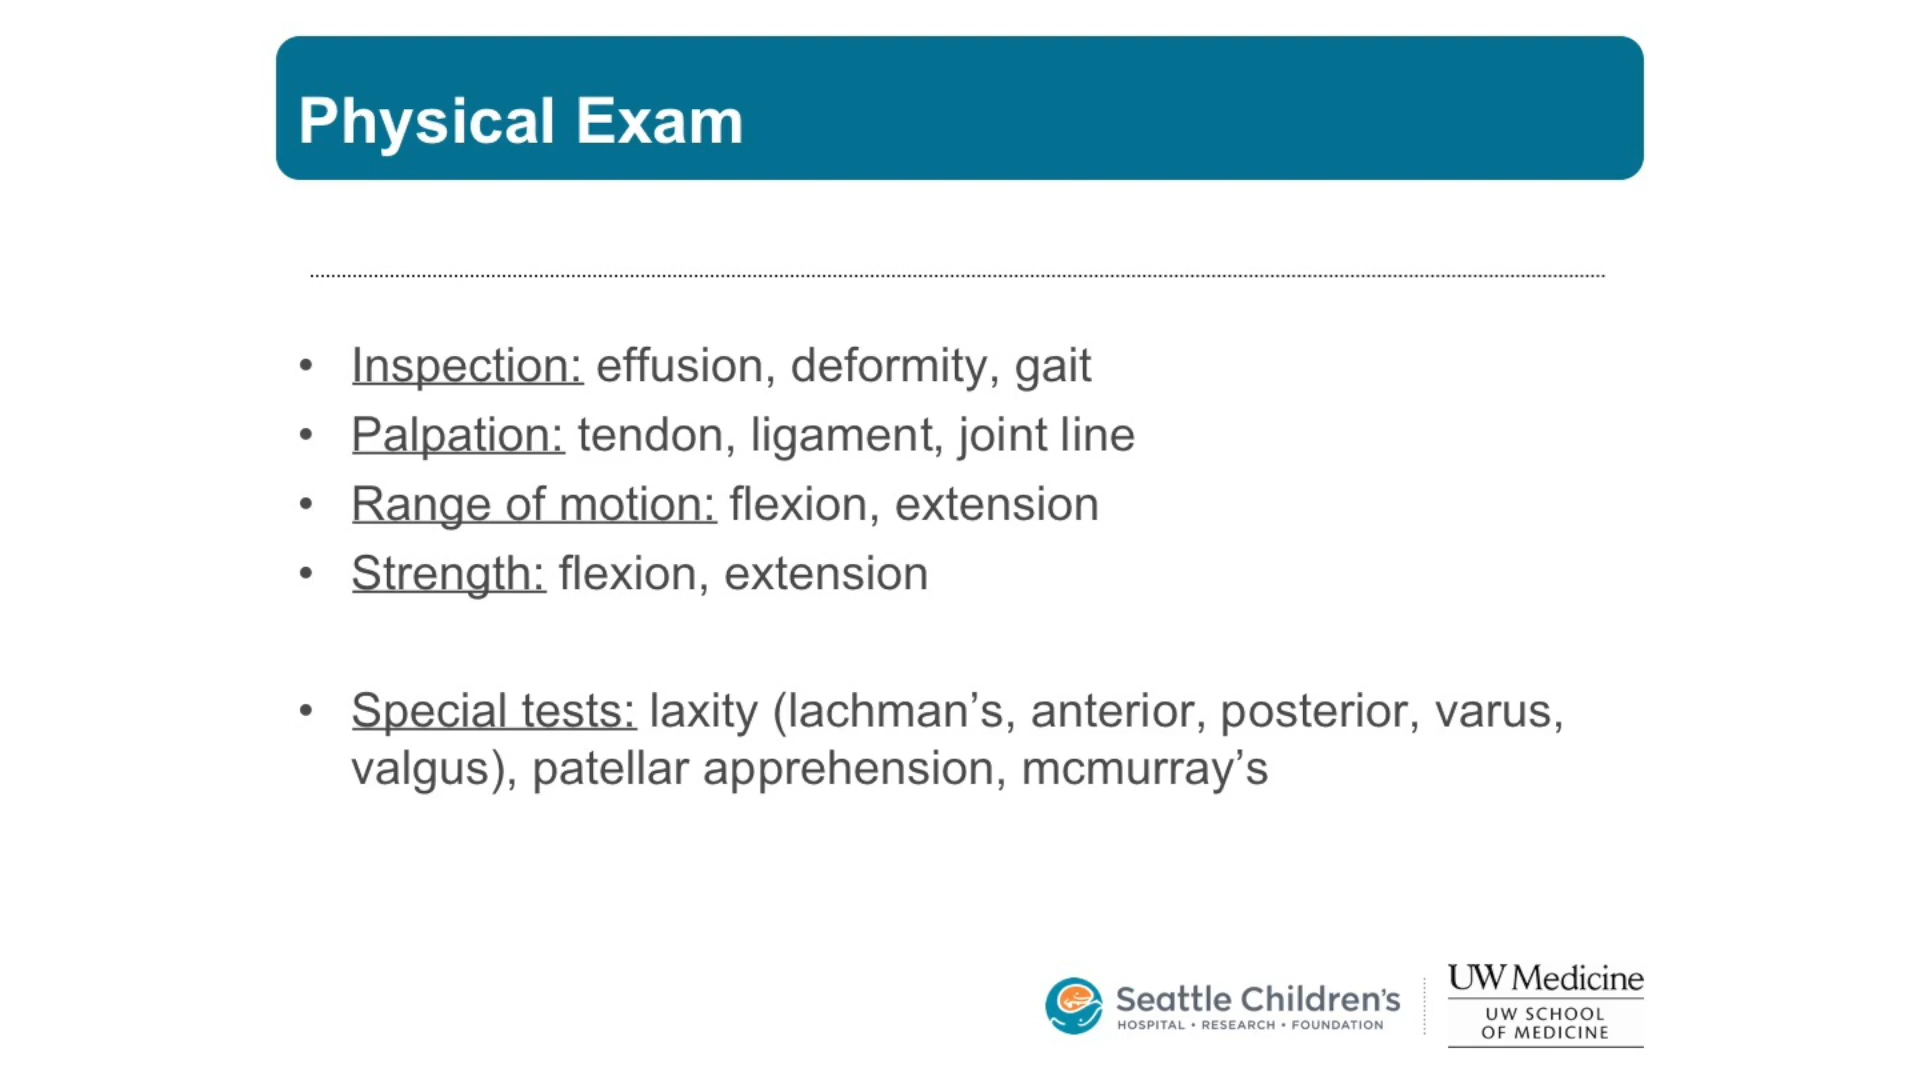 Physical Exam
• Inspection: effusion, deformity, gait
• Palpation: tendon, ligament, joint line
• Range of motion: flexion, extension
• Strength: flexion, extension
• Special tests: laxity (lachman’s, anterior, posterior, varus,
valgus), patellar apprehension, mcmurray’s
Seattle Children’s
HOSPITAL • RESEARCH • FOUNDATION
UW Medicine
UW SCHOOL
OF MEDICINE